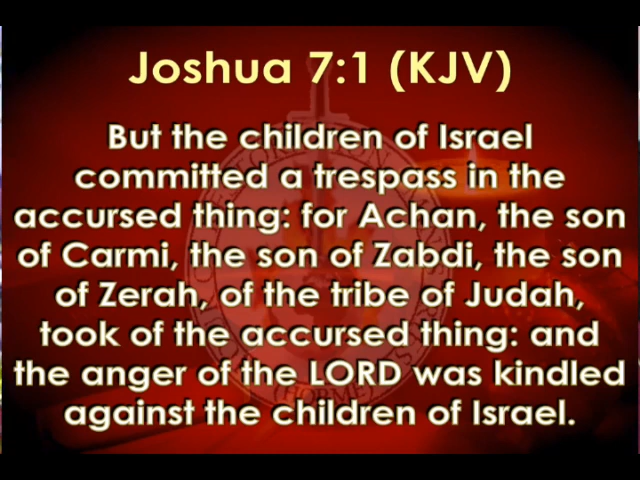 Joshua 7:1 (KJV)
But the children of Israel
committed a trespass in the
accursed thing: for Achan, the son
of Carmi, the son of Zabdi, the son
of Zerah, of the tribe of Judah,
took of the accursed thing: and
the anger of the LORD was kindled
against the children of Israel.